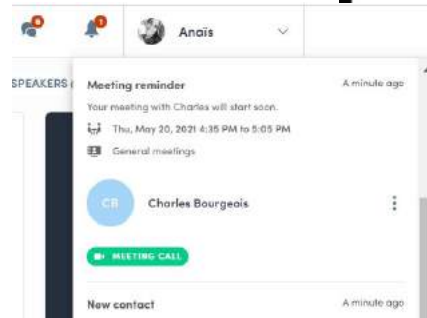 Anaïs
SPEAKERS
Meeting reminder A minute ago
Your meeting with Charles will start soon.
Thu, May 20, 2021 4:35 PM to 5:05 PM
General meetings
CB Charles Bourgeois
MEETING CALL
New contact A minute ago